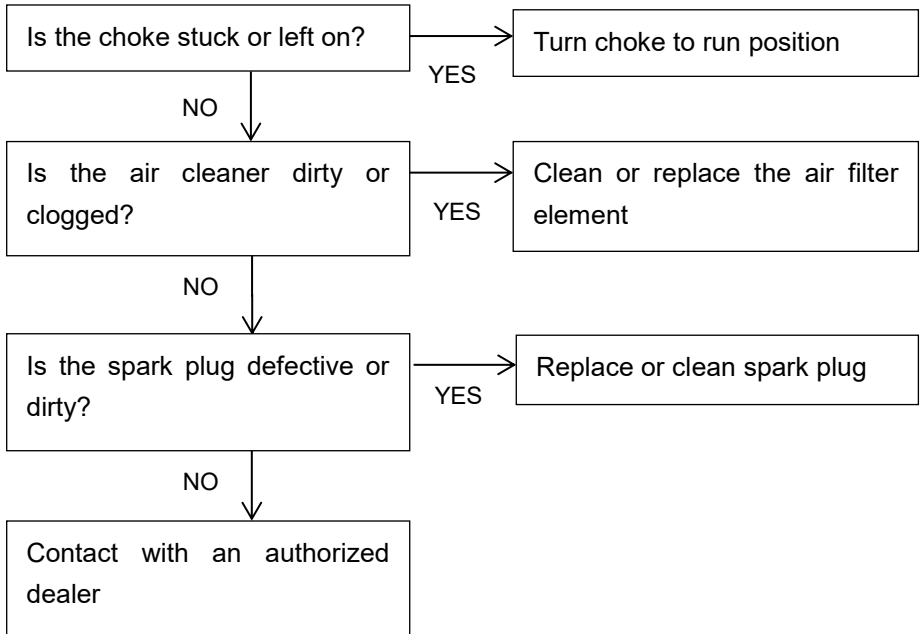 Is the choke stuck or left on?
YES
Turn choke to run position
NO
Is the air cleaner dirty or
clogged?
YES
Clean or replace the air filter
element
NO
Is the spark plug defective or
dirty?
YES
Replace or clean spark plug
NO
Contact with an authorized
dealer